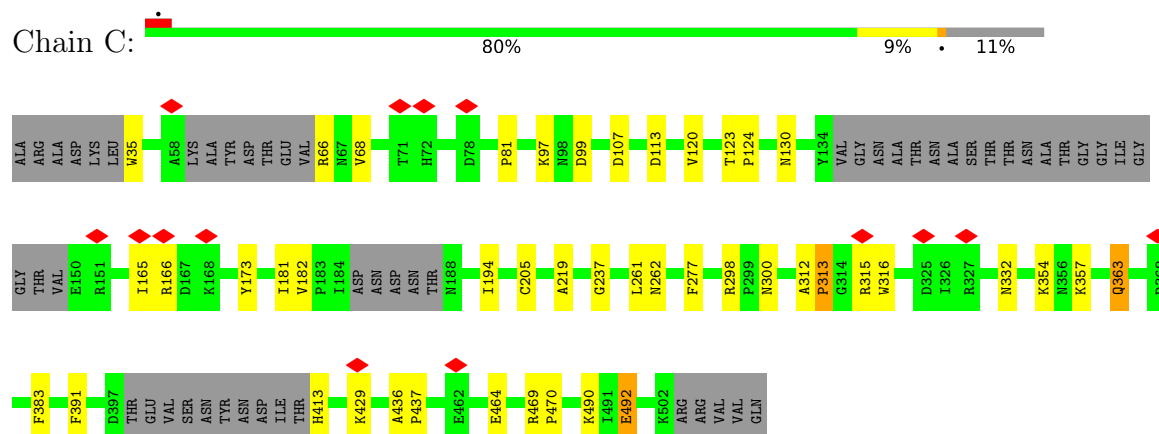 Chain C:
80% 9% • 11%
ALA ARG ALA ASP LYS LEU W35 A58 LYS ALA TYR ASP THR GLU VAL R66 N67 V68 T71 H72 D78 P81 K97 N98 D99 D107 D113 V120 T123 P124 N130 Y134 VAL GLY ASN ALA THR ASN ALA SER THR THR ASN ALA THR GLY GLY ILE GLY
GLY THR VAL E150 R151 I165 R166 D167 K168 Y173 I181 V182 P183 I184 ASP ASN ASP ASN THR N188 I194 C205 A219 G237 L261 N262 F277 R298 P299 N300 A312 P313 G314 R315 W316 D325 I326 R327 N332 K354 N356 K357 Q363
F383 F391 D397 THR GLU VAL SER ASN TYR ASN ASP ILE THR H413 K429 A436 P437 E462 E464 R469 P470 K490 I491 E492 K502 ARG ARG VAL VAL GLN